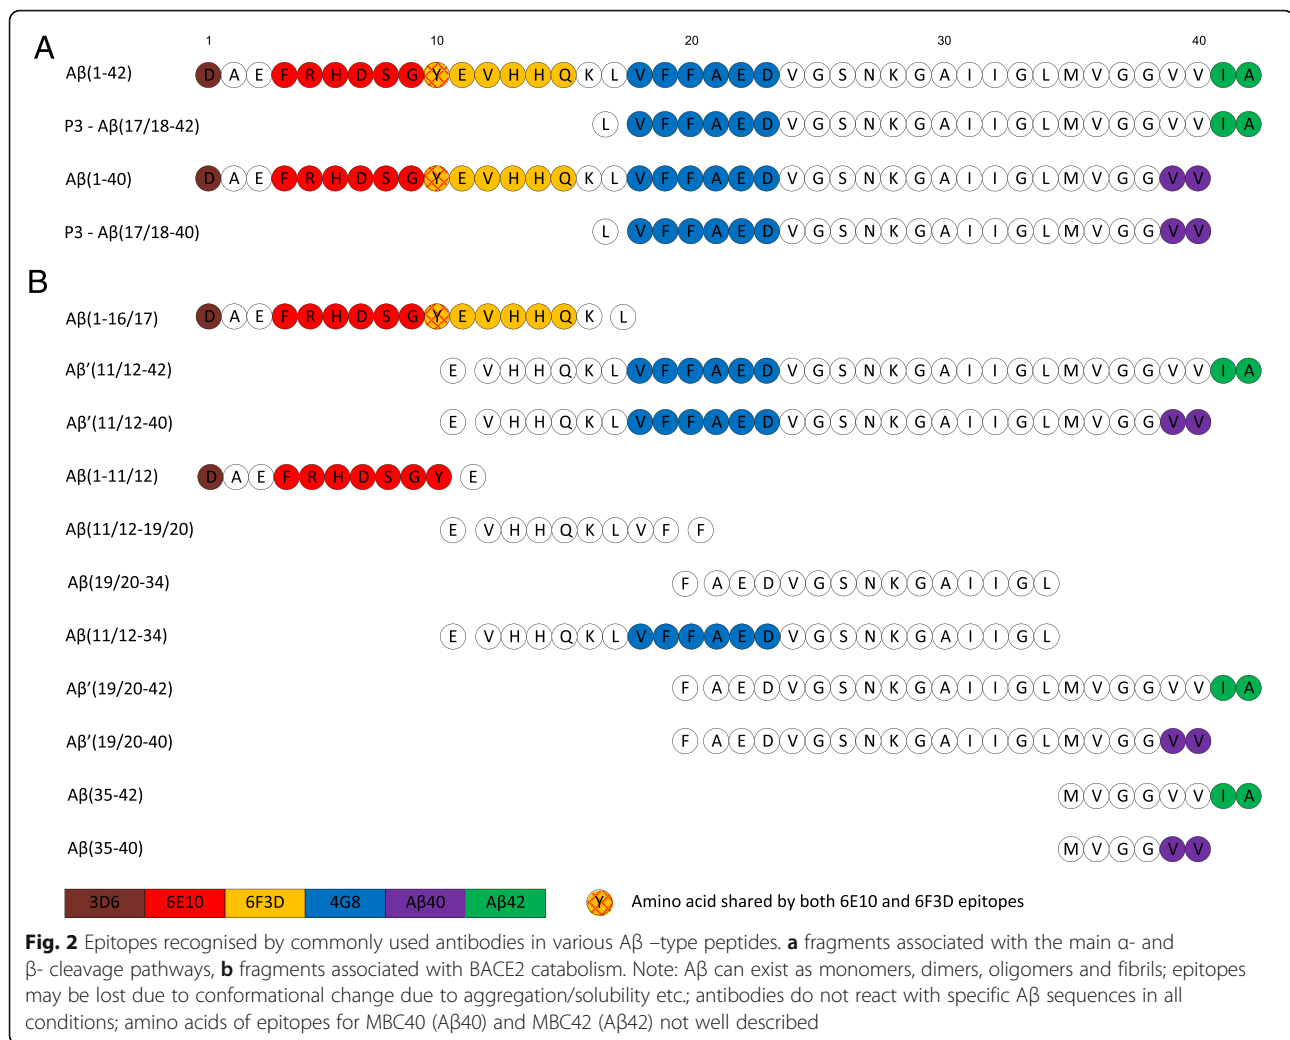 A
1 10 20 30 40
Aβ(1-42) D A E F R H D S G Y E V H H Q K L V F F A E D V G S N K G A I I G L M V G G V V I A
P3 - Aβ(17/18-42) L V F F A E D V G S N K G A I I G L M V G G V V I A
Aβ(1-40) D A E F R H D S G Y E V H H Q K L V F F A E D V G S N K G A I I G L M V G G V V
P3 - Aβ(17/18-40) L V F F A E D V G S N K G A I I G L M V G G V V
B
Aβ(1-16/17) D A E F R H D S G Y E V H H Q K L
Aβ’(11/12-42) E V H H Q K L V F F A E D V G S N K G A I I G L M V G G V V I A
Aβ’(11/12-40) E V H H Q K L V F F A E D V G S N K G A I I G L M V G G V V
Aβ(1-11/12) D A E F R H D S G Y E
Aβ(11/12-19/20) E V H H Q K L V F F
Aβ(19/20-34) F A E D V G S N K G A I I G L
Aβ(11/12-34) E V H H Q K L V F F A E D V G S N K G A I I G L
Aβ’(19/20-42) F A E D V G S N K G A I I G L M V G G V V I A
Aβ’(19/20-40) F A E D V G S N K G A I I G L M V G G V V
Aβ(35-42) M V G G V V I A
Aβ(35-40) M V G G V V
3D6 6E10 6F3D 4G8 Aβ40 Aβ42 Y Amino acid shared by both 6E10 and 6F3D epitopes
Fig. 2 Epitopes recognised by commonly used antibodies in various Aβ –type peptides. a fragments associated with the main α- and
β- cleavage pathways, b fragments associated with BACE2 catabolism. Note: Aβ can exist as monomers, dimers, oligomers and fibrils; epitopes
may be lost due to conformational change due to aggregation/solubility etc.; antibodies do not react with specific Aβ sequences in all
conditions; amino acids of epitopes for MBC40 (Aβ40) and MBC42 (Aβ42) not well described